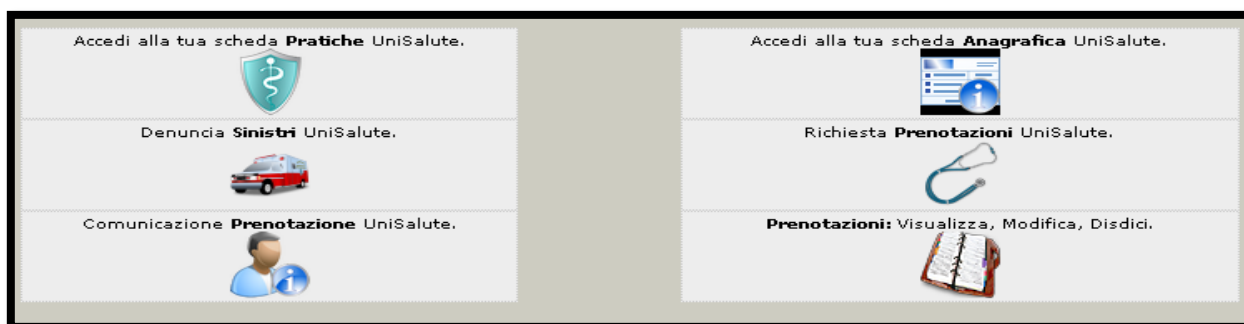 Accedi alla tua scheda Pratiche UniSalute.
Accedi alla tua scheda Anagrafica UniSalute.
Denuncia Sinistri UniSalute.
Richiesta Prenotazioni UniSalute.
Comunicazione Prenotazione UniSalute.
Prenotazioni: Visualizza, Modifica, Disdici.